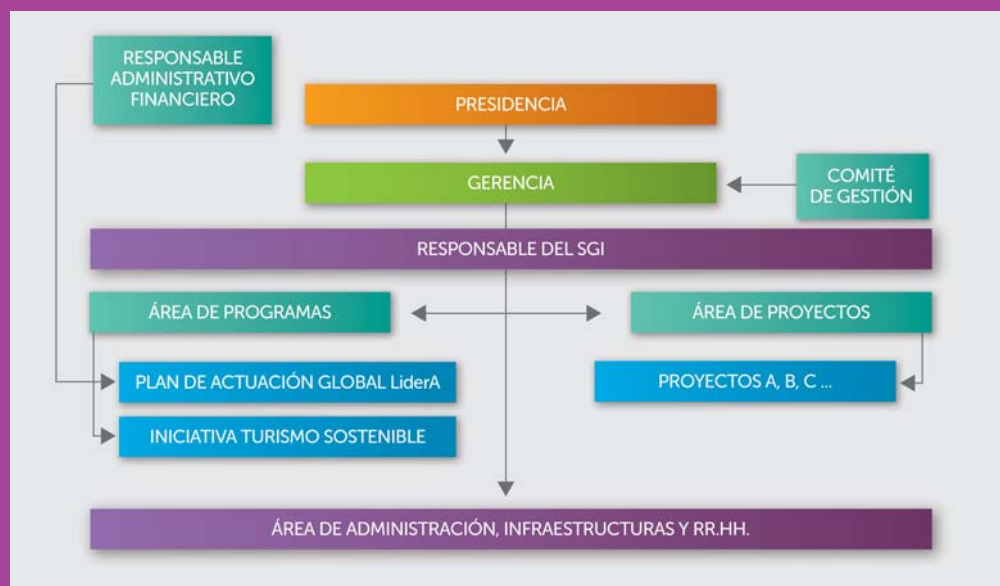 RESPONSABLE
ADMINISTRATIVO
FINANCIERO
PRESIDENCIA
GERENCIA
COMITÉ
DE GESTIÓN
RESPONSABLE DEL SGI
ÁREA DE PROGRAMAS
ÁREA DE PROYECTOS
PLAN DE ACTUACIÓN GLOBAL LiderA
PROYECTOS A, B, C ...
INICIATIVA TURISMO SOSTENIBLE
ÁREA DE ADMINISTRACIÓN, INFRAESTRUCTURAS Y RR.HH.